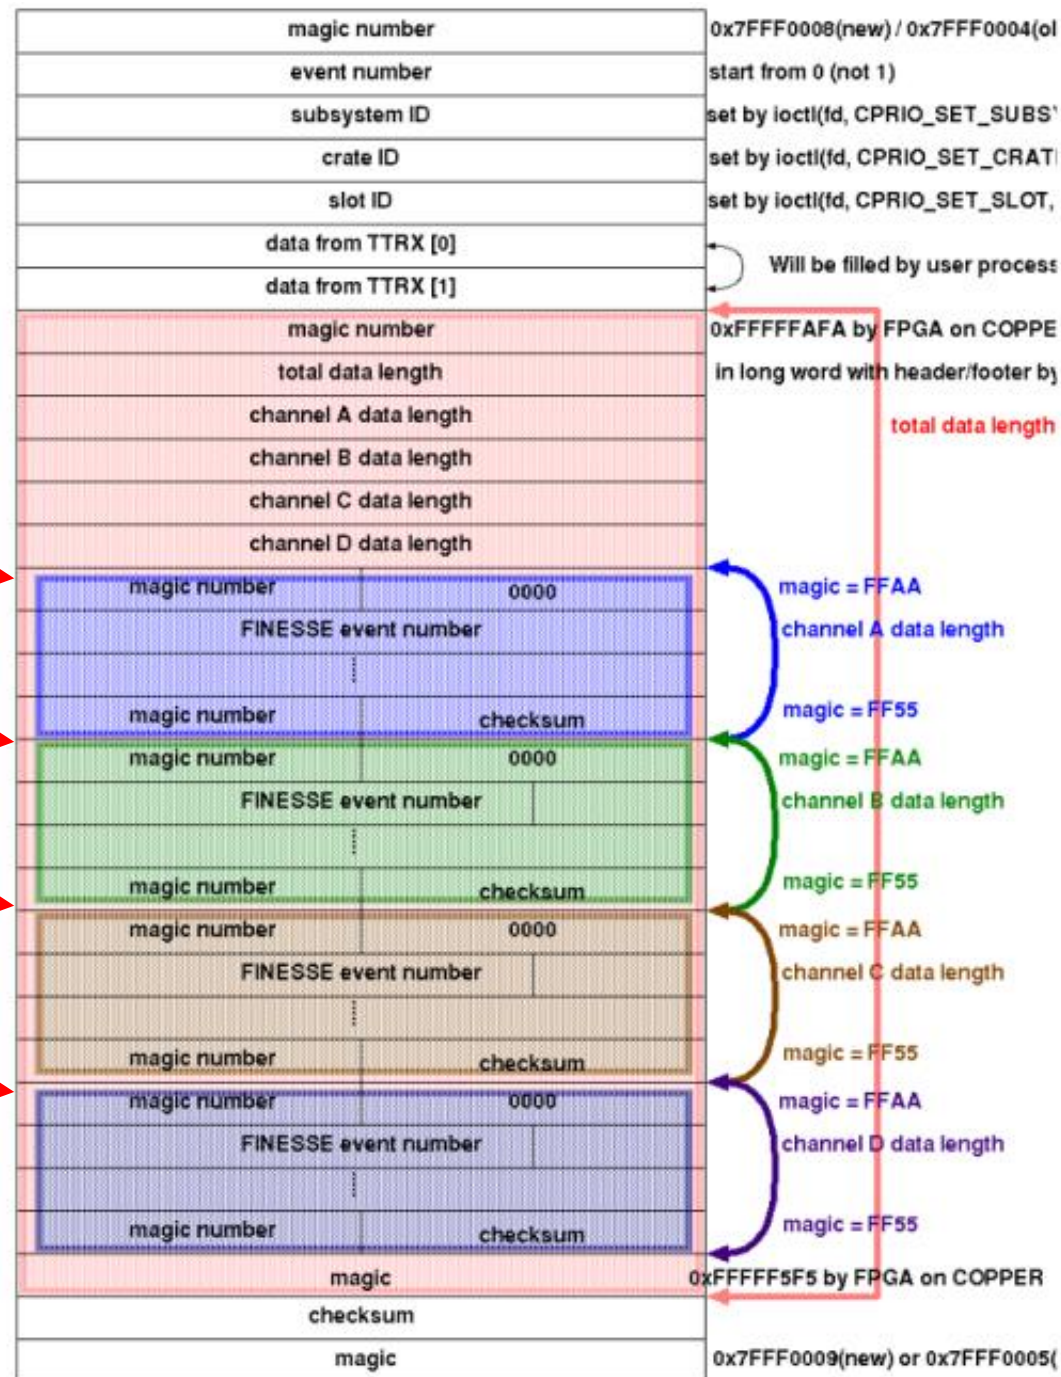 magic number 0x7FFF0008(new) / 0x7FFF0004(ol
event number start from 0 (not 1)
subsystem ID set by ioctl(fd, CPRIO_SET_SUBSY
crate ID set by ioctl(fd, CPRIO_SET_CRATI
slot ID set by ioctl(fd, CPRIO_SET_SLOT,
data from TTRX [0]
Will be filled by user process
data from TTRX [1]
magic number 0xFFFFFAFA by FPGA on COPPE
total data length in long word with header/footer by
channel A data length
total data length
channel B data length
channel C data length
channel D data length
magic number 0000 magic = FFAA
FINESSE event number channel A data length
magic number checksum magic = FF55
magic number 0000 magic = FFAA
FINESSE event number channel B data length
magic number checksum magic = FF55
magic number 0000 magic = FFAA
FINESSE event number channel C data length
magic number checksum magic = FF55
magic number 0000 magic = FFAA
FINESSE event number channel D data length
magic number checksum magic = FF55
magic 0xFFFFF5F5 by FPGA on COPPER
checksum
magic 0x7FFF0009(new) or 0x7FFF0005(